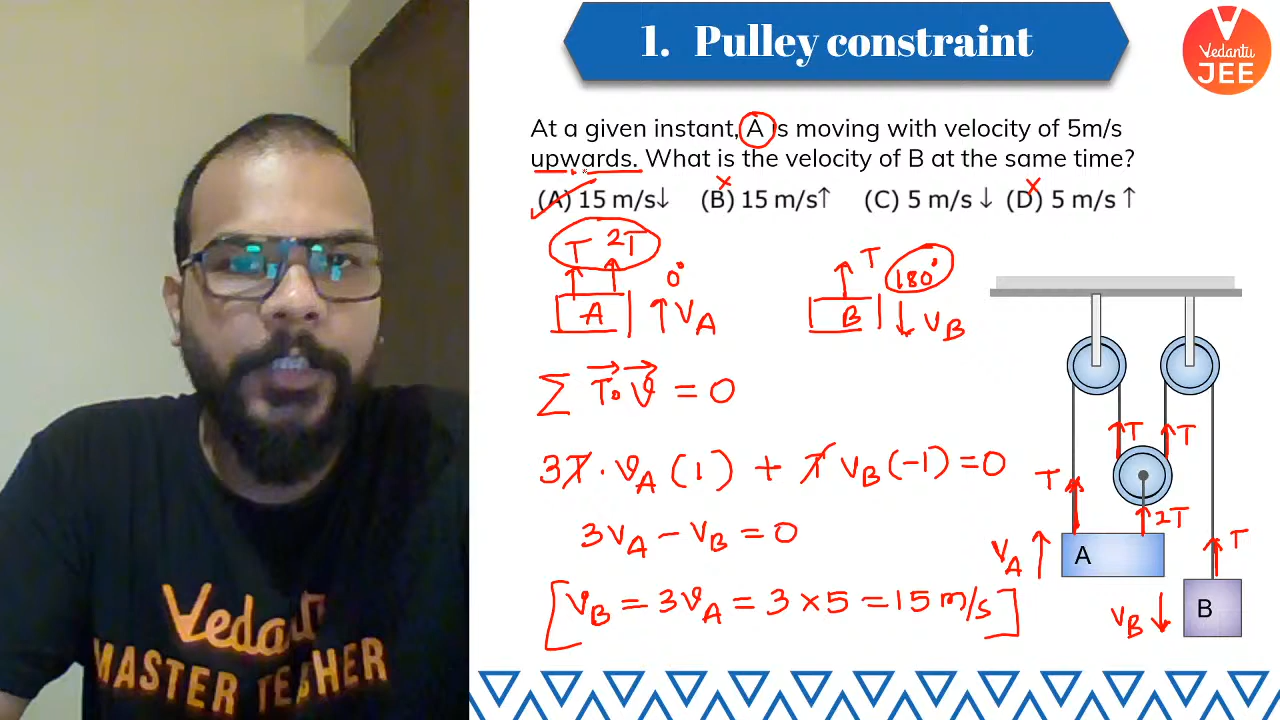 1. Pulley constraint
Vedantu
JEE
At a given instant, A is moving with velocity of 5m/s
upwards. What is the velocity of B at the same time?
(A) 15 m/s↓ (B) 15 m/s↑ (C) 5 m/s ↓ (D) 5 m/s ↑
T 2T
A
0°
↑ V_A
T
180°
B
↓ V_B
∑ T⃗ · v⃗ = 0
3T · v_A (1) + T v_B (-1) = 0
3v_A - v_B = 0
[v_B = 3v_A = 3 × 5 = 15 m/s]
T T
T
2T
V_A A
T
V_B B
Vedantu
MASTER TEACHER